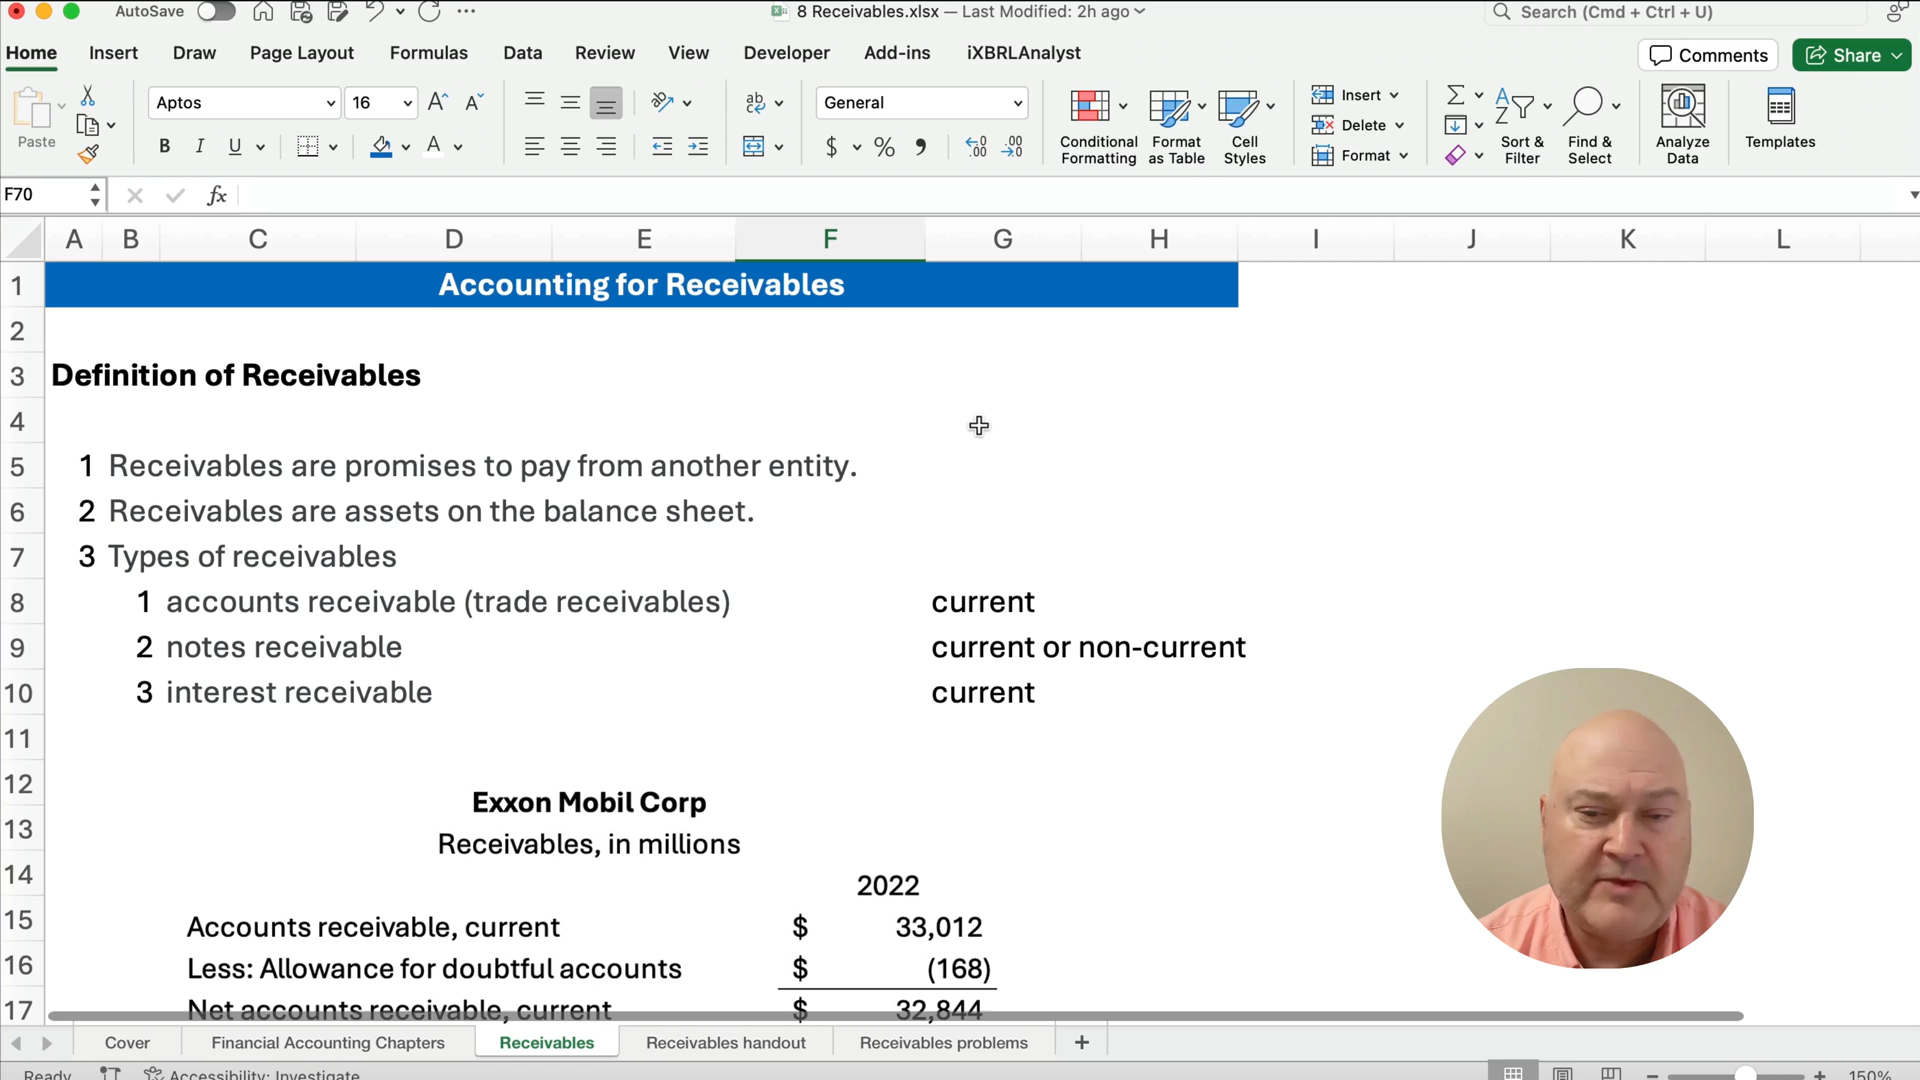 AutoSave
8 Receivables.xlsx — Last Modified: 2h ago
Search (Cmd + Ctrl + U)
Home Insert Draw Page Layout Formulas Data Review View Developer Add-ins iXBRLAnalyst
Comments Share
Paste
Aptos 16
B I U A
ab
General
$ % 9
Conditional Formatting
Format as Table
Cell Styles
Insert
Delete
Format
Sort & Filter
Find & Select
Analyze Data
Templates
F70 fx
A B C D E F G H I J K L
1 Accounting for Receivables
2
3 Definition of Receivables
4
5 1 Receivables are promises to pay from another entity.
6 2 Receivables are assets on the balance sheet.
7 3 Types of receivables
8 1 accounts receivable (trade receivables) current
9 2 notes receivable current or non-current
10 3 interest receivable current
11
12 Exxon Mobil Corp
13 Receivables, in millions
14 2022
15 Accounts receivable, current $ 33,012
16 Less: Allowance for doubtful accounts $ (168)
17 Net accounts receivable, current $ 32,844
Cover Financial Accounting Chapters Receivables Receivables handout Receivables problems +
Ready Accessibility: Investigate 150%